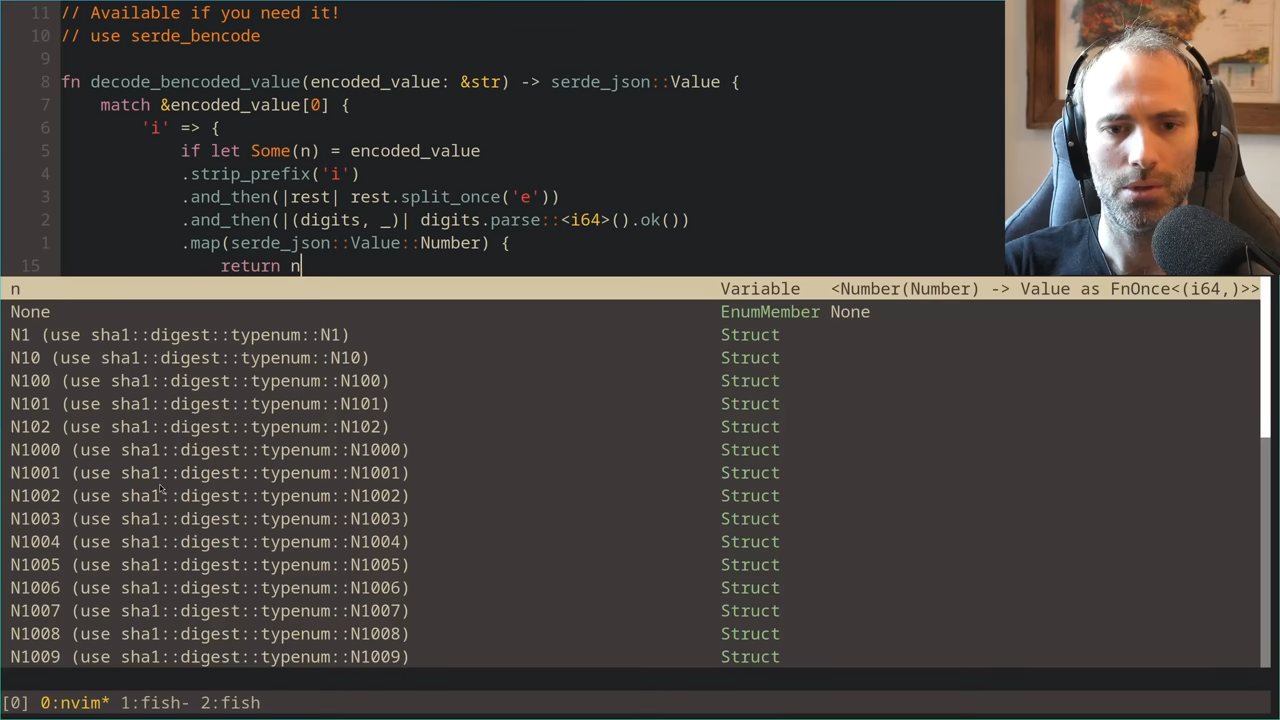 11 // Available if you need it!
10 // use serde_bencode
9
8 fn decode_bencoded_value(encoded_value: &str) -> serde_json::Value {
7     match &encoded_value[0] {
6         'i' => {
5             if let Some(n) = encoded_value
4             .strip_prefix('i')
3             .and_then(|rest| rest.split_once('e'))
2             .and_then(|(digits, _)| digits.parse::<i64>().ok())
1             .map(serde_json::Value::Number) {
15                return n
n Variable <Number(Number) -> Value as FnOnce<(i64,)>>
None EnumMember None
N1 (use sha1::digest::typenum::N1) Struct
N10 (use sha1::digest::typenum::N10) Struct
N100 (use sha1::digest::typenum::N100) Struct
N101 (use sha1::digest::typenum::N101) Struct
N102 (use sha1::digest::typenum::N102) Struct
N1000 (use sha1::digest::typenum::N1000) Struct
N1001 (use sha1::digest::typenum::N1001) Struct
N1002 (use sha1::digest::typenum::N1002) Struct
N1003 (use sha1::digest::typenum::N1003) Struct
N1004 (use sha1::digest::typenum::N1004) Struct
N1005 (use sha1::digest::typenum::N1005) Struct
N1006 (use sha1::digest::typenum::N1006) Struct
N1007 (use sha1::digest::typenum::N1007) Struct
N1008 (use sha1::digest::typenum::N1008) Struct
N1009 (use sha1::digest::typenum::N1009) Struct
[0] 0:nvim* 1:fish- 2:fish